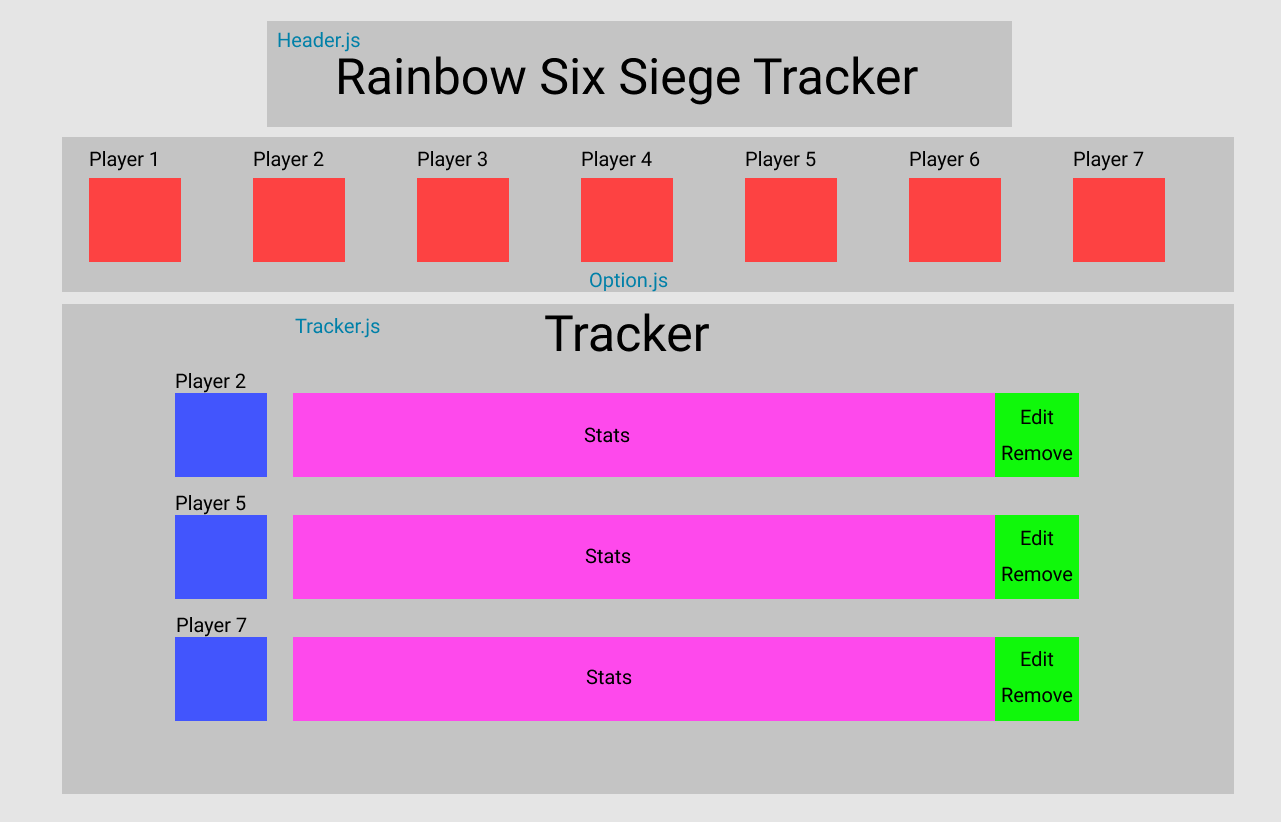 Header.js
Rainbow Six Siege Tracker
Player 1 Player 2 Player 3 Player 4 Player 5 Player 6 Player 7
Option.js
Tracker.js
Tracker
Player 2
Stats
Edit
Remove
Player 5
Stats
Edit
Remove
Player 7
Stats
Edit
Remove